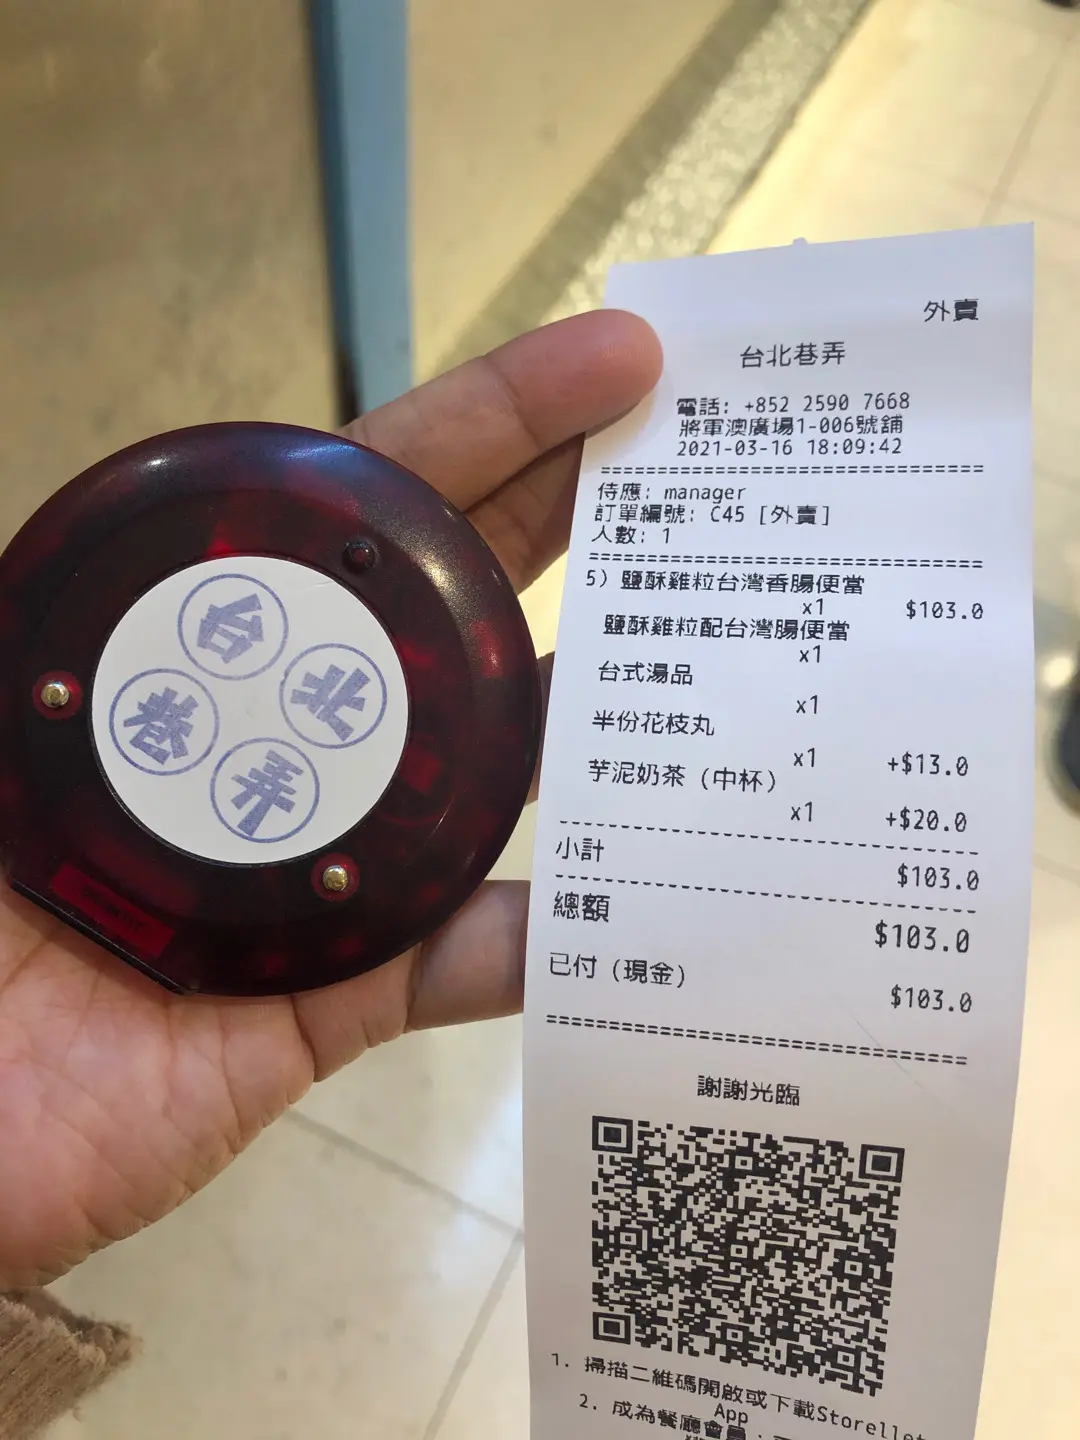 台北
巷弄
外賣
台北巷弄
電話: +852 2590 7668
將軍澳廣場1-006號舖
2021-03-16 18:09:42
侍應: manager
訂單編號: C45 [外賣]
人數: 1
5) 鹽酥雞粒台灣香腸便當
x1 $103.0
鹽酥雞粒配台灣腸便當
x1
台式湯品
x1
半份花枝丸
x1 +$13.0
芋泥奶茶 (中杯)
x1 +$20.0
小計
$103.0
總額
$103.0
已付 (現金)
$103.0
謝謝光臨
1. 掃描二維碼開啟或下載Storellet
App
2. 成為餐廳會員